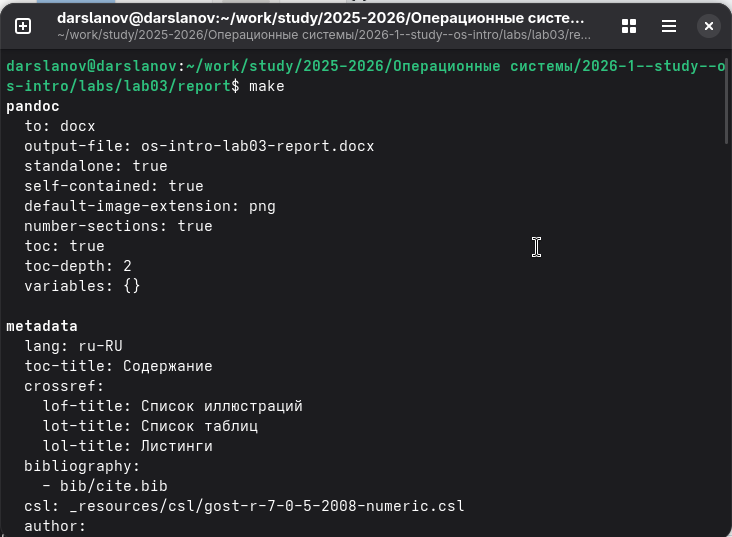 darslanov@darslanov:~/work/study/2025-2026/Операционные систе...
~/work/study/2025-2026/Операционные системы/2026-1--study--os-intro/labs/lab03/re...
darslanov@darslanov:~/work/study/2025-2026/Операционные системы/2026-1--study--o
s-intro/labs/lab03/report$ make
pandoc
  to: docx
  output-file: os-intro-lab03-report.docx
  standalone: true
  self-contained: true
  default-image-extension: png
  number-sections: true
  toc: true
  toc-depth: 2
  variables: {}
metadata
  lang: ru-RU
  toc-title: Содержание
  crossref:
    lof-title: Список иллюстраций
    lot-title: Список таблиц
    lol-title: Листинги
  bibliography:
    - bib/cite.bib
  csl: _resources/csl/gost-r-7-0-5-2008-numeric.csl
  author: